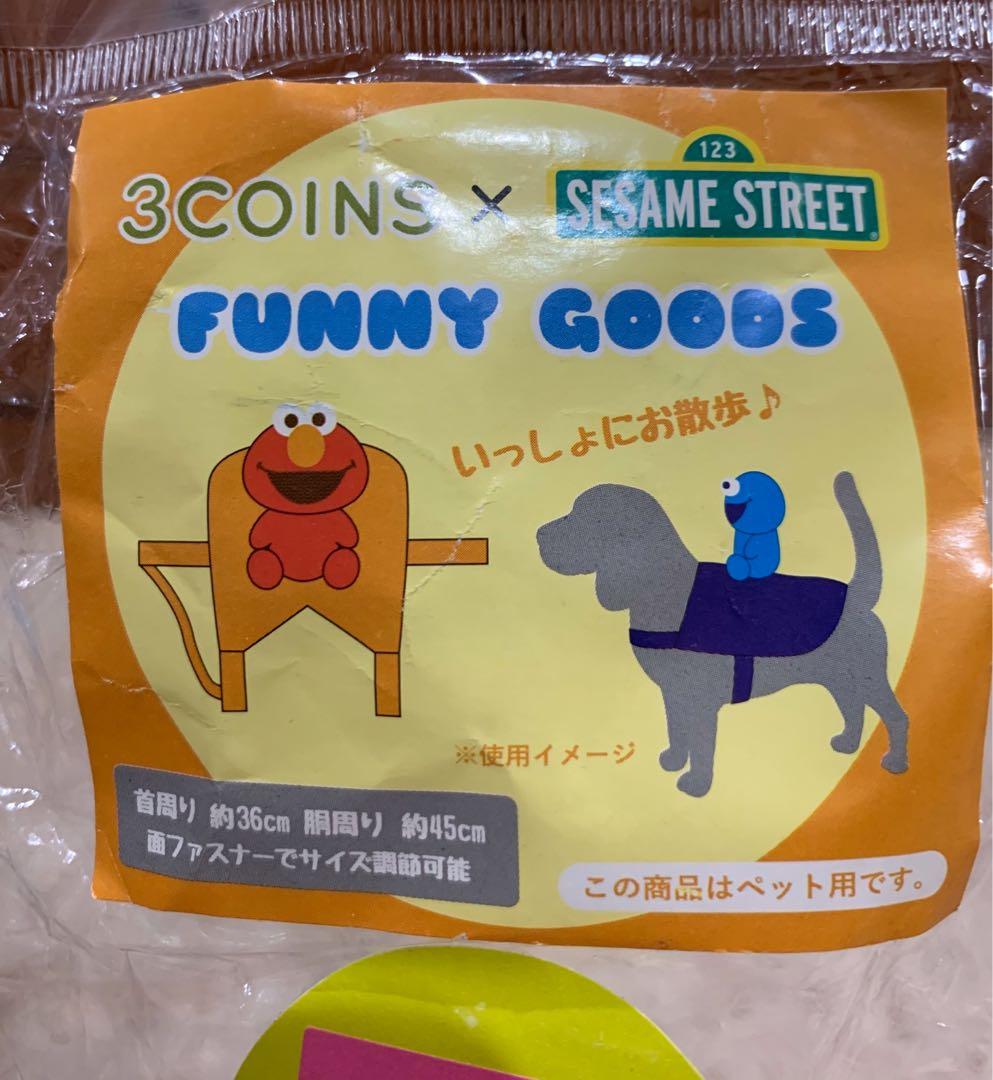 3COINS × 123 SESAME STREET®
FUNNY GOODS
いっしょにお散歩♪
※使用イメージ
首周り 約36cm 胴周り 約45cm
面ファスナーでサイズ調節可能
この商品はペット用です。